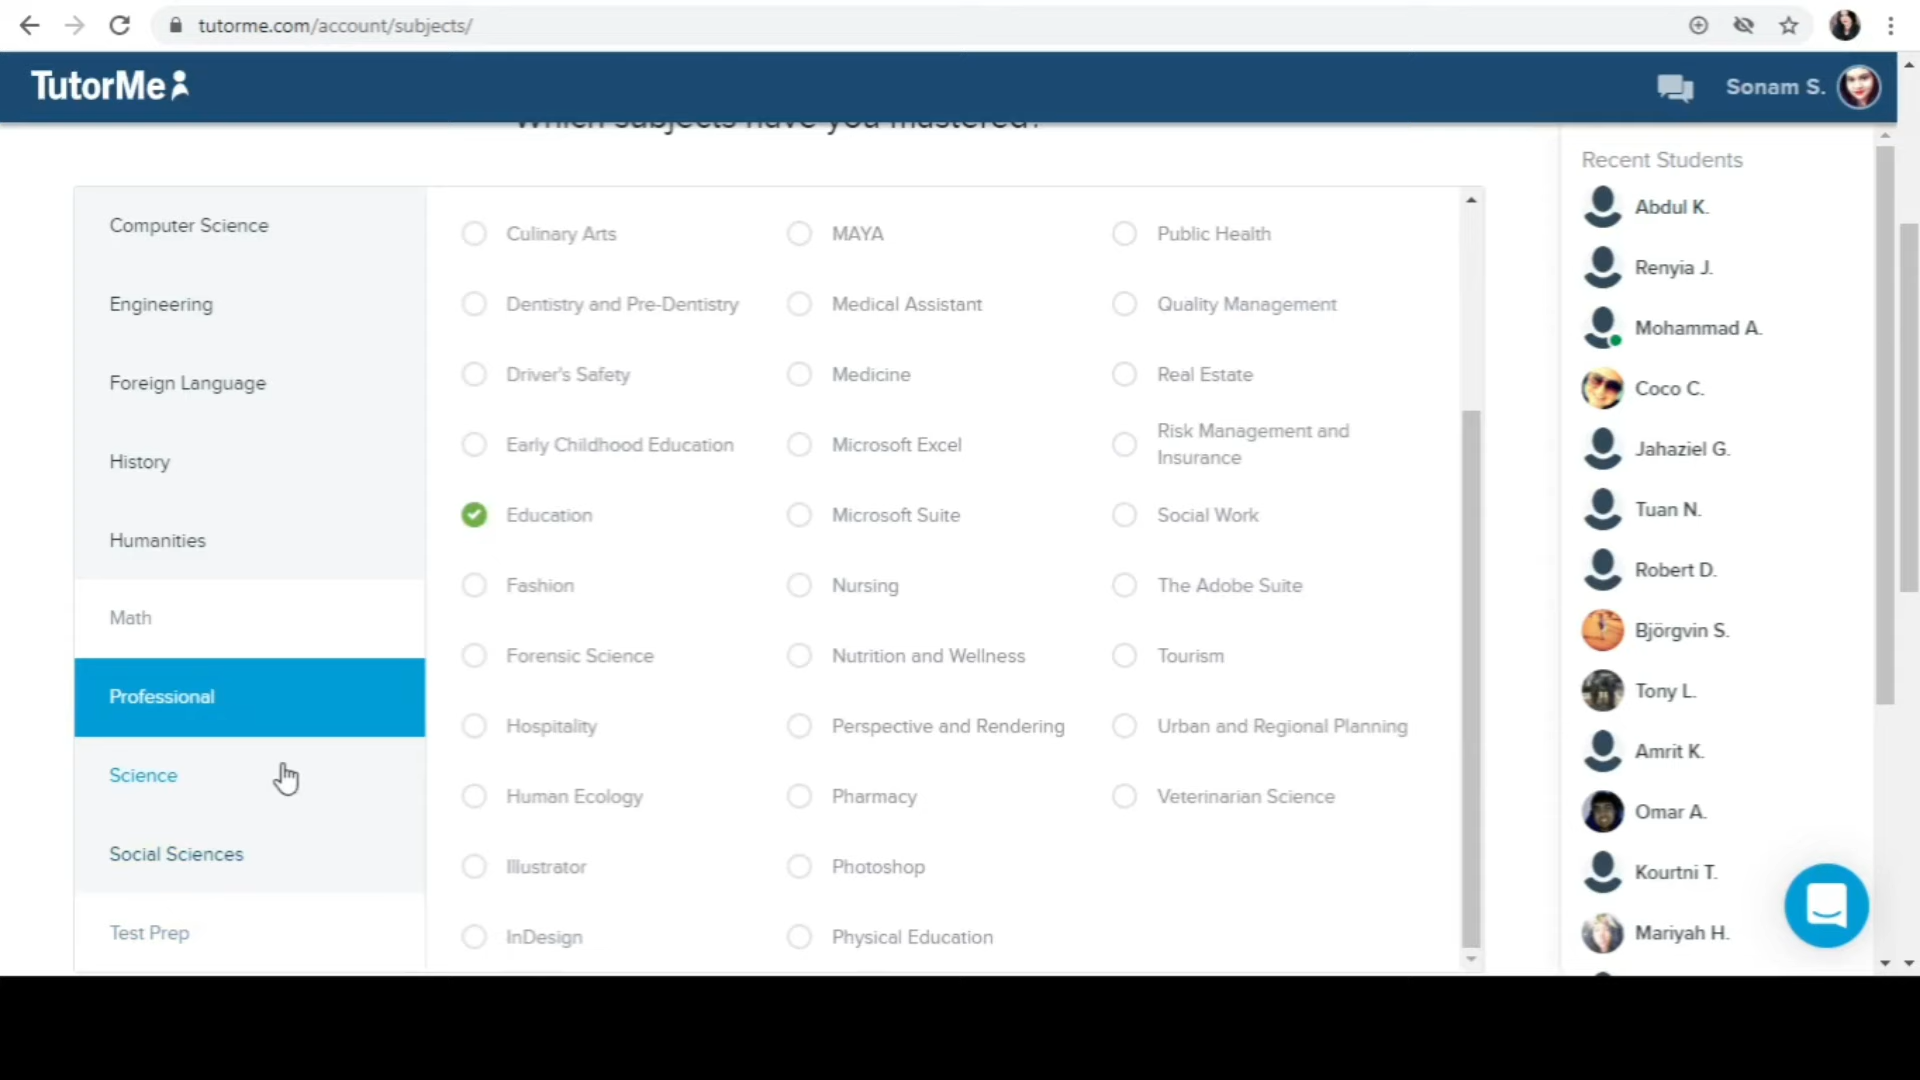 tutorme.com/account/subjects/
TutorMe
Sonam S.
Which subjects have you mastered?
Computer Science
Engineering
Foreign Language
History
Humanities
Math
Professional
Science
Social Sciences
Test Prep
Culinary Arts
Dentistry and Pre-Dentistry
Driver's Safety
Early Childhood Education
Education
Fashion
Forensic Science
Hospitality
Human Ecology
Illustrator
InDesign
MAYA
Medical Assistant
Medicine
Microsoft Excel
Microsoft Suite
Nursing
Nutrition and Wellness
Perspective and Rendering
Pharmacy
Photoshop
Physical Education
Public Health
Quality Management
Real Estate
Risk Management and
Insurance
Social Work
The Adobe Suite
Tourism
Urban and Regional Planning
Veterinarian Science
Recent Students
Abdul K.
Renyia J.
Mohammad A.
Coco C.
Jahaziel G.
Tuan N.
Robert D.
Björgvin S.
Tony L.
Amrit K.
Omar A.
Kourtni T.
Mariyah H.